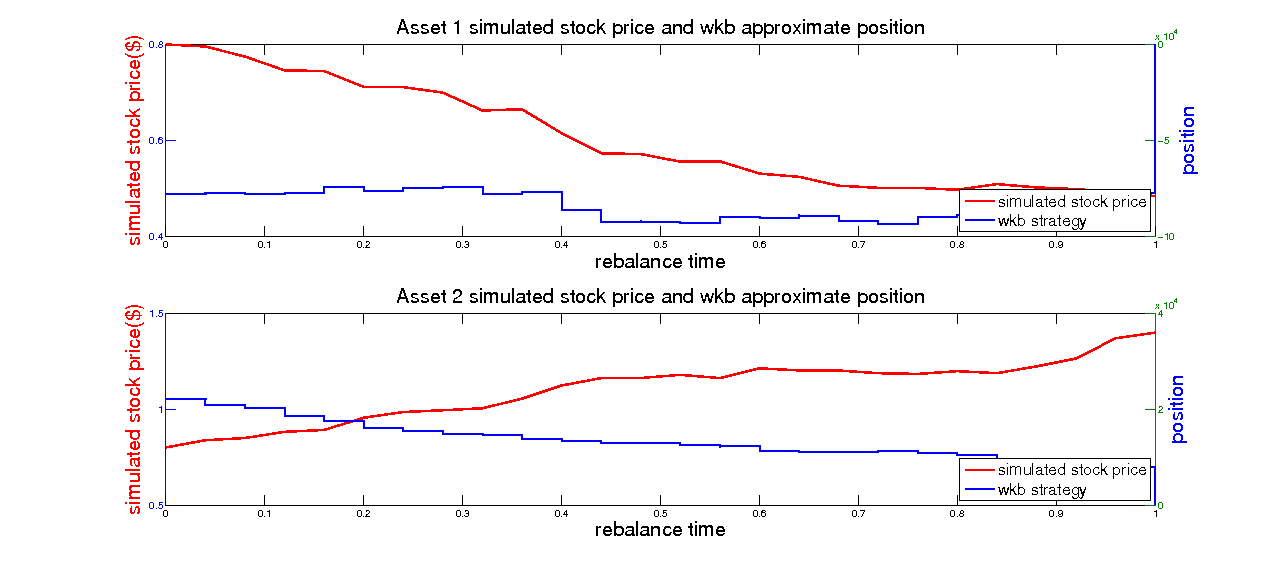 Asset 1 simulated stock price and wkb approximate position
x 10^4
simulated stock price($)
0.8
0.6
0.4
0
-5
-10
position
simulated stock price
wkb strategy
0 0.1 0.2 0.3 0.4 0.5 0.6 0.7 0.8 0.9 1
rebalance time
Asset 2 simulated stock price and wkb approximate position
x 10^4
simulated stock price($)
1.5
1
0.5
4
2
0
position
simulated stock price
wkb strategy
0 0.1 0.2 0.3 0.4 0.5 0.6 0.7 0.8 0.9 1
rebalance time